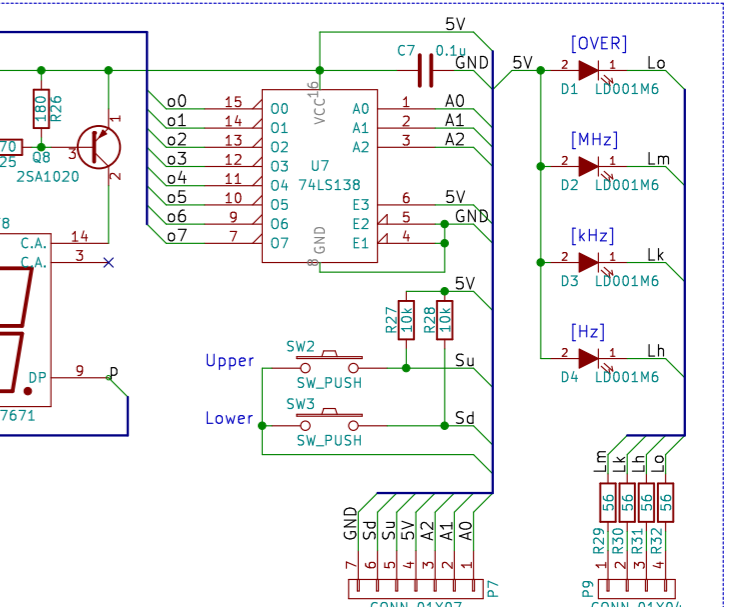 5V
C7 0.1u
GND
5V
[OVER]
2 1 Lo
D1 LD001M6
180
R26
1
3
2
Q8
2SA1020
70
25
o0 15 O0
o1 14 O1
o2 13 O2
o3 12 O3
o4 11 O4
o5 10 O5
o6 9 O6
o7 7 O7
VCC 16
U7
74LS138
GND 8
A0 1 A0
A1 2 A1
A2 3 A2
E3 6 5V
E2 5 GND
E1 4
[MHz]
2 1 Lm
D2 LD001M6
[kHz]
2 1 Lk
D3 LD001M6
[Hz]
2 1 Lh
D4 LD001M6
8
C.A. 14
C.A. 3
DP 9 P
7671
5V
R27 10k
R28 10k
Upper
SW2
SW_PUSH
Su
Lower
SW3
SW_PUSH
Sd
GND Sd Su 5V A2 A1 A0
7 6 5 4 3 2 1
P7
CONN_01X07
Lm Lk Lh Lo
56 56 56 56
R29 R30 R31 R32
1 2 3 4
P9
CONN_01X04